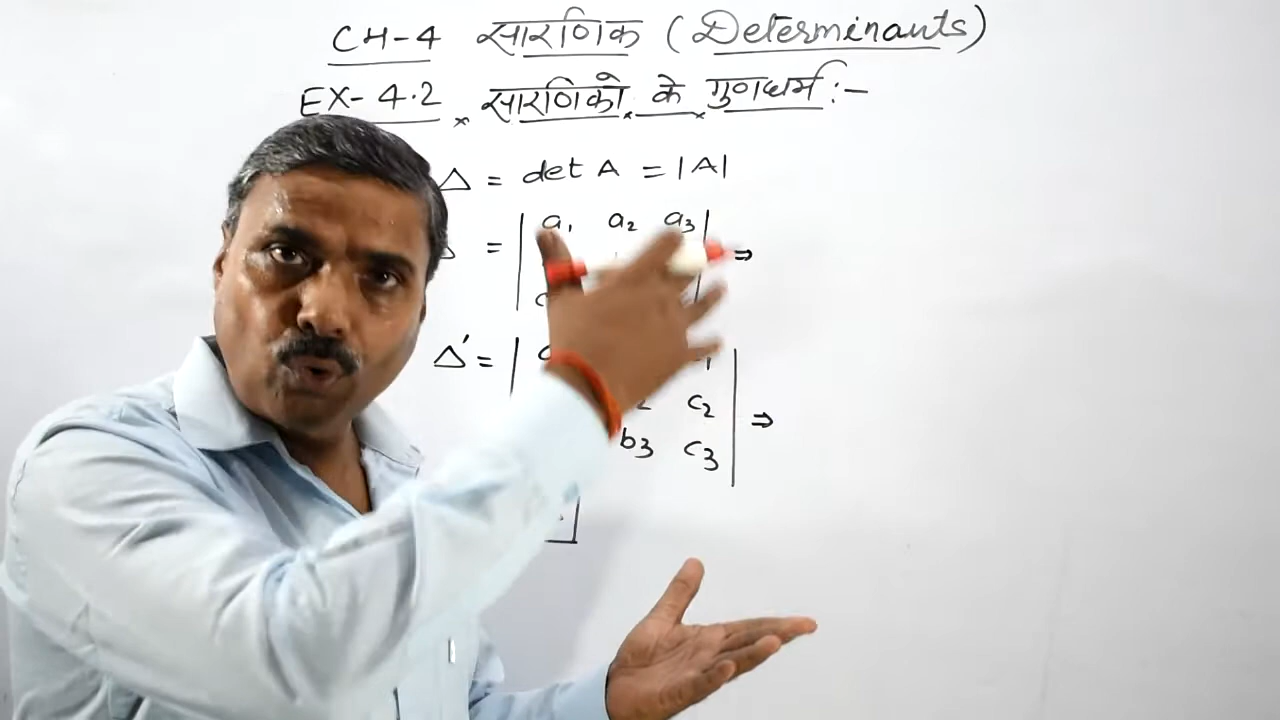 CH-4 सारणिक (Determinants)
EX-4.2 सारणिको के गुणधर्म :-
Δ = det A = |A|
= | a₁ a₂ a₃ | ⇒
Δ' = |
c₂ ⇒
b₃ c₃ |